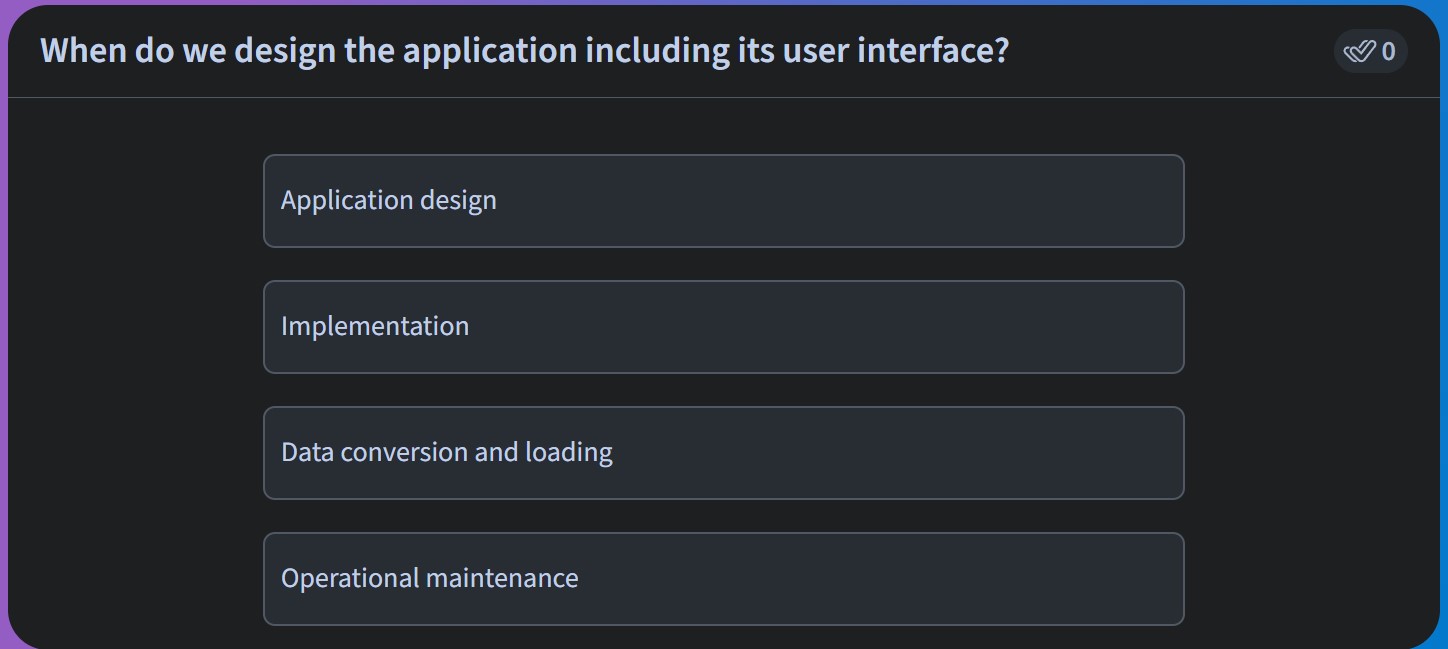 When do we design the application including its user interface?
0
Application design
Implementation
Data conversion and loading
Operational maintenance